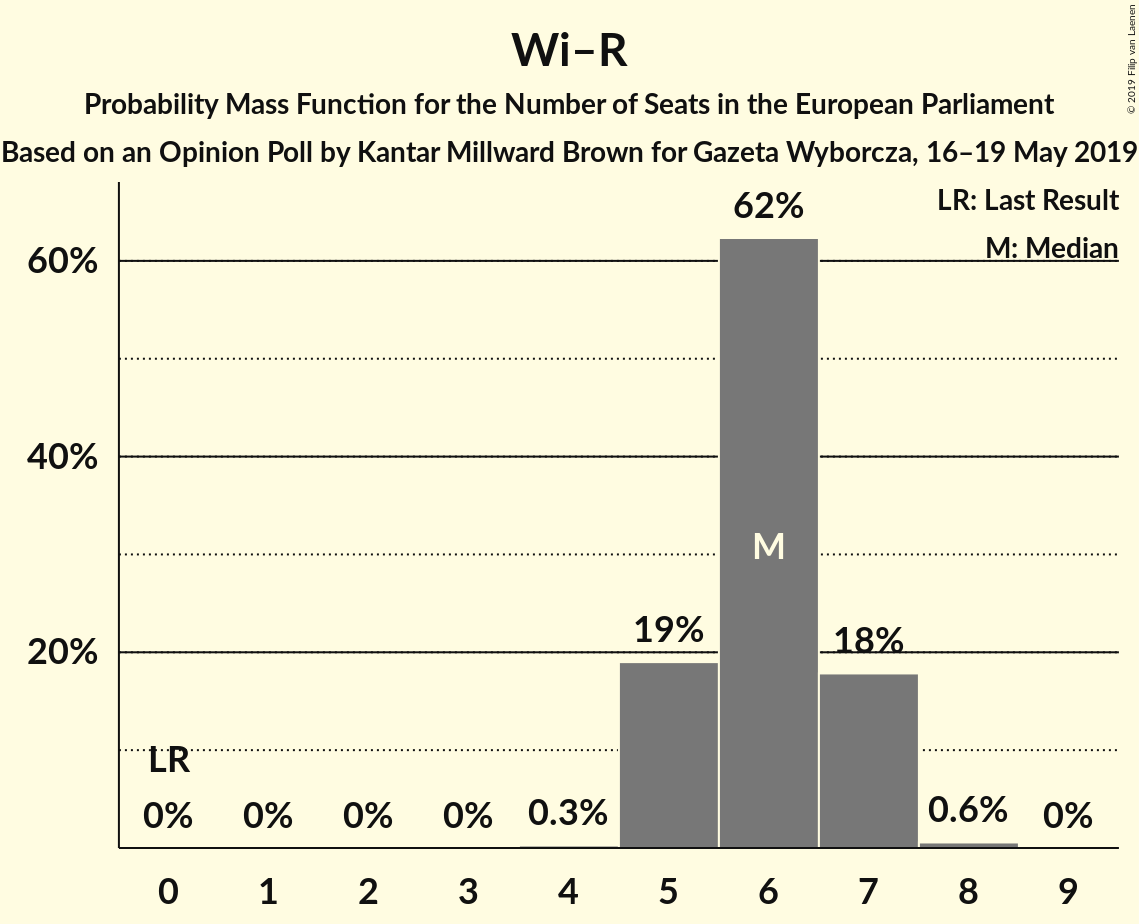 Wi–R
Probability Mass Function for the Number of Seats in the European Parliament
Based on an Opinion Poll by Kantar Millward Brown for Gazeta Wyborcza, 16–19 May 2019
© 2019 Filip van Laenen
LR: Last Result
M: Median
60%
40%
20%
62%
19%
18%
M
LR
0%
0%
0%
0%
0.3%
0.6%
0%
0 1 2 3 4 5 6 7 8 9